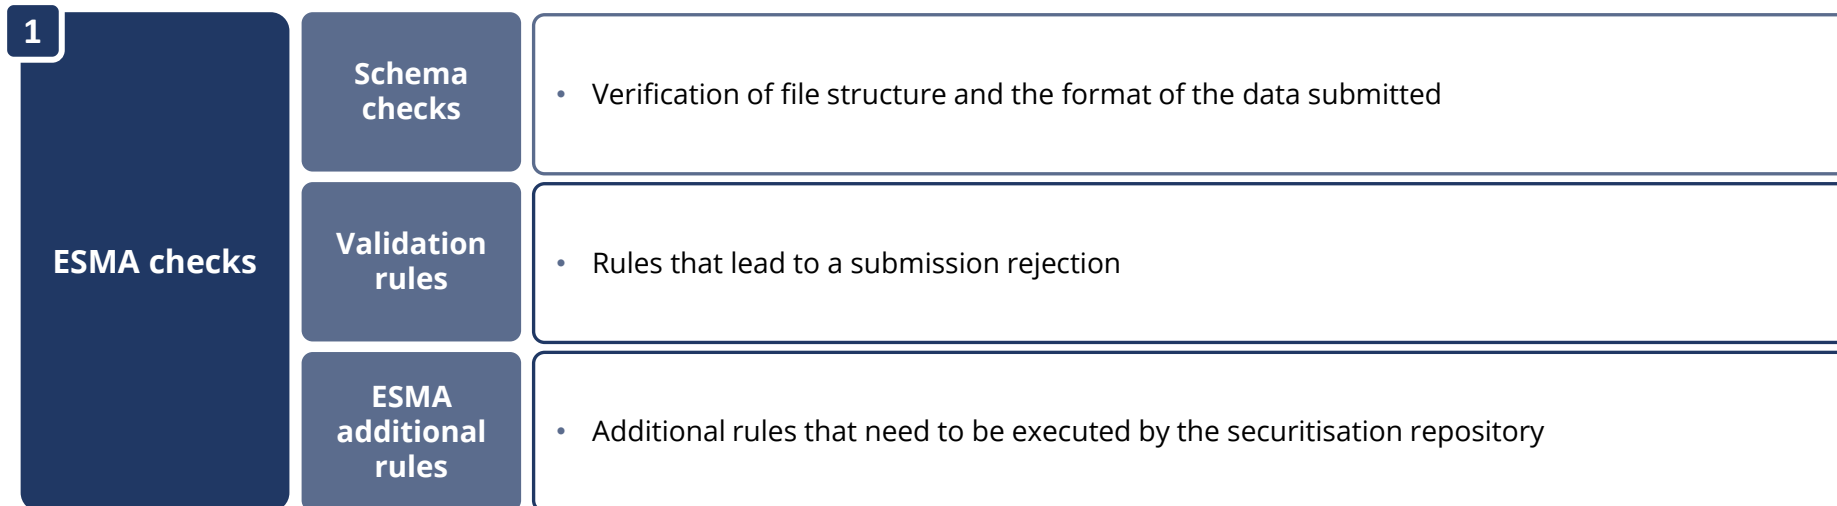 1
ESMA checks
Schema
checks
• Verification of file structure and the format of the data submitted
Validation
rules
• Rules that lead to a submission rejection
ESMA
additional
rules
• Additional rules that need to be executed by the securitisation repository